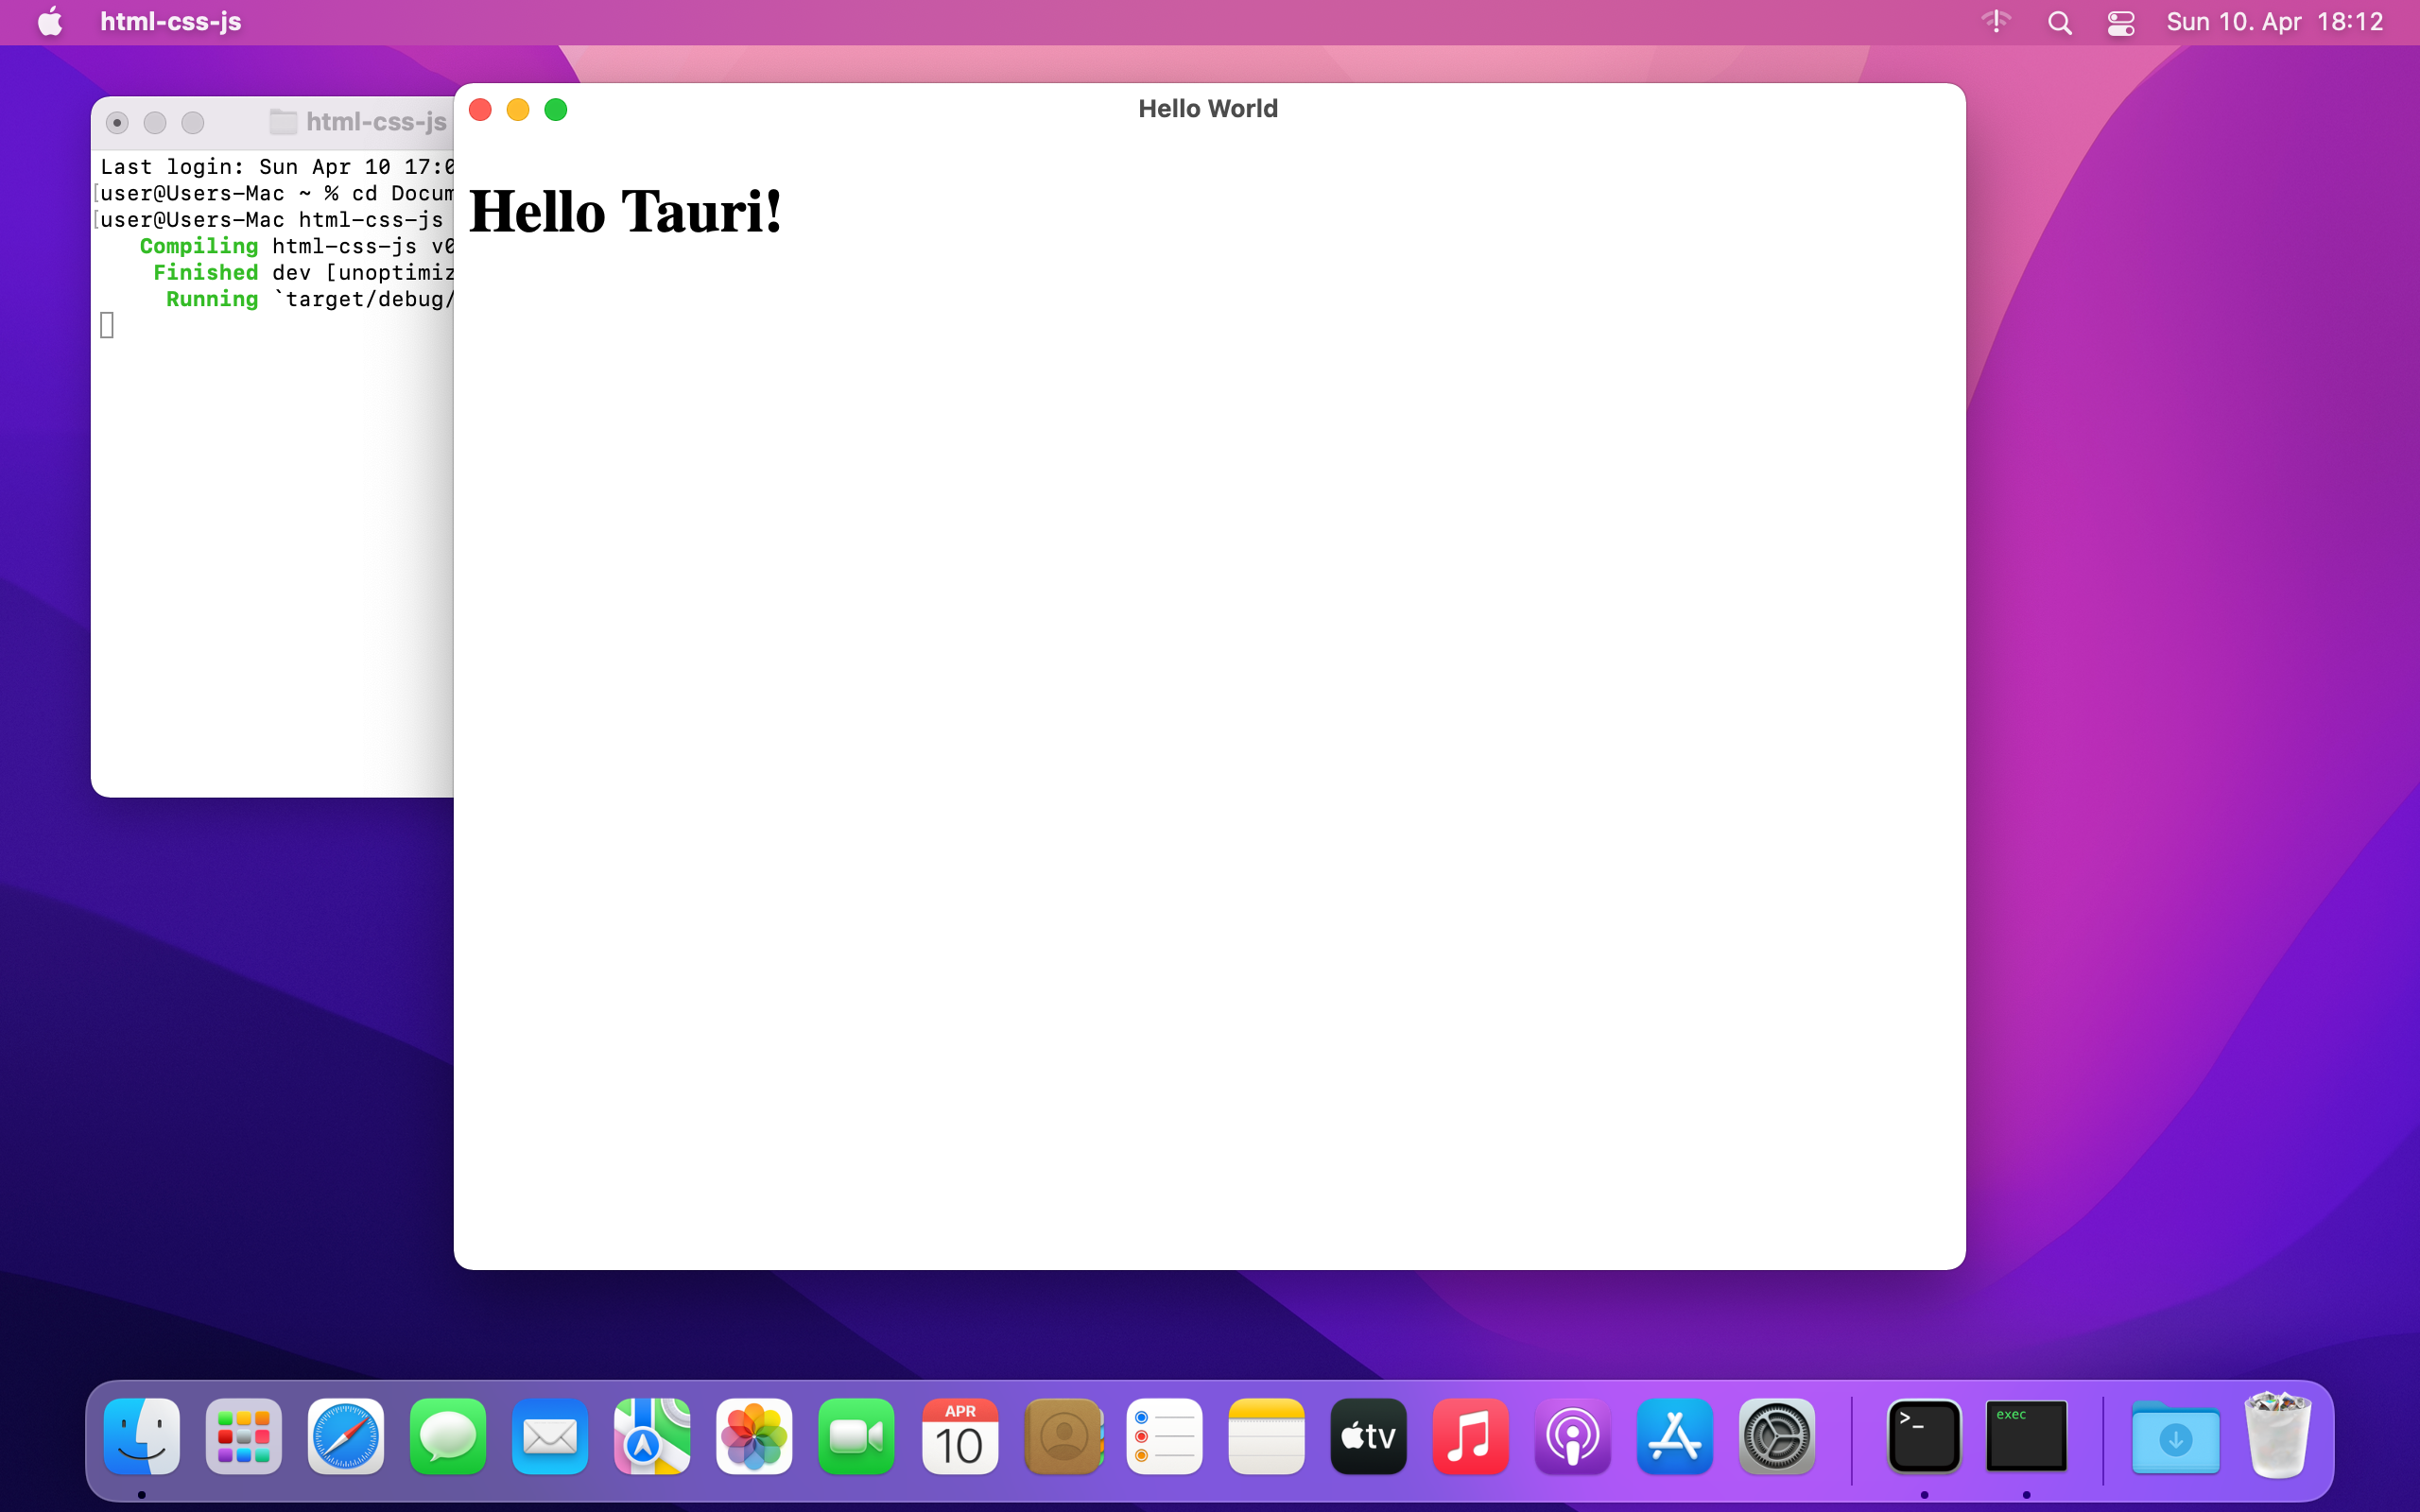 html-css-js
Sun 10. Apr 18:12
html-css-js
Last login: Sun Apr 10 17:0
user@Users-Mac ~ % cd Docum
user@Users-Mac html-css-js
Compiling html-css-js v0
Finished dev [unoptimiz
Running `target/debug/
Hello World
Hello Tauri!
APR
10
tv
>_
exec